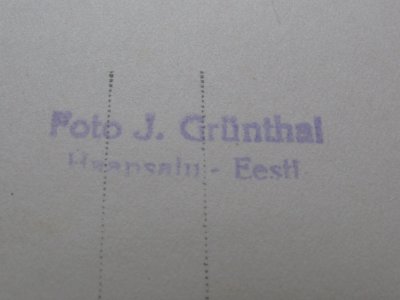 Foto J. Grünthal
Haapsalu - Eesti